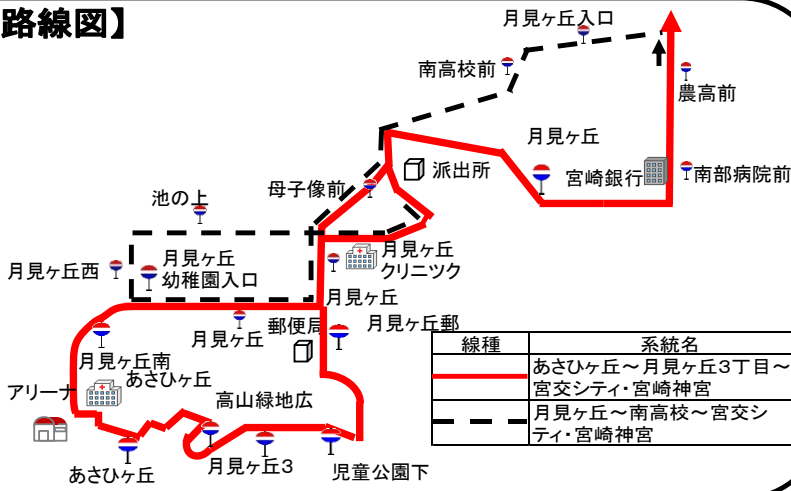 路線図】
月見ヶ丘入口
南高校前
農高前
月見ヶ丘
派出所
宮崎銀行
南部病院前
母子像前
池の上
月見ヶ丘
幼稚園入口
月見ヶ丘西
月見ヶ丘
クリニツク
月見ヶ丘
郵便局
月見ヶ丘郵
月見ヶ丘
月見ヶ丘南
あさひヶ丘
アリーナ
高山緑地広
あさひヶ丘
月見ヶ丘3
児童公園下
線種 系統名
あさひヶ丘～月見ヶ丘3丁目～
宮交シティ・宮崎神宮
月見ヶ丘～南高校～宮交シ
ティ・宮崎神宮